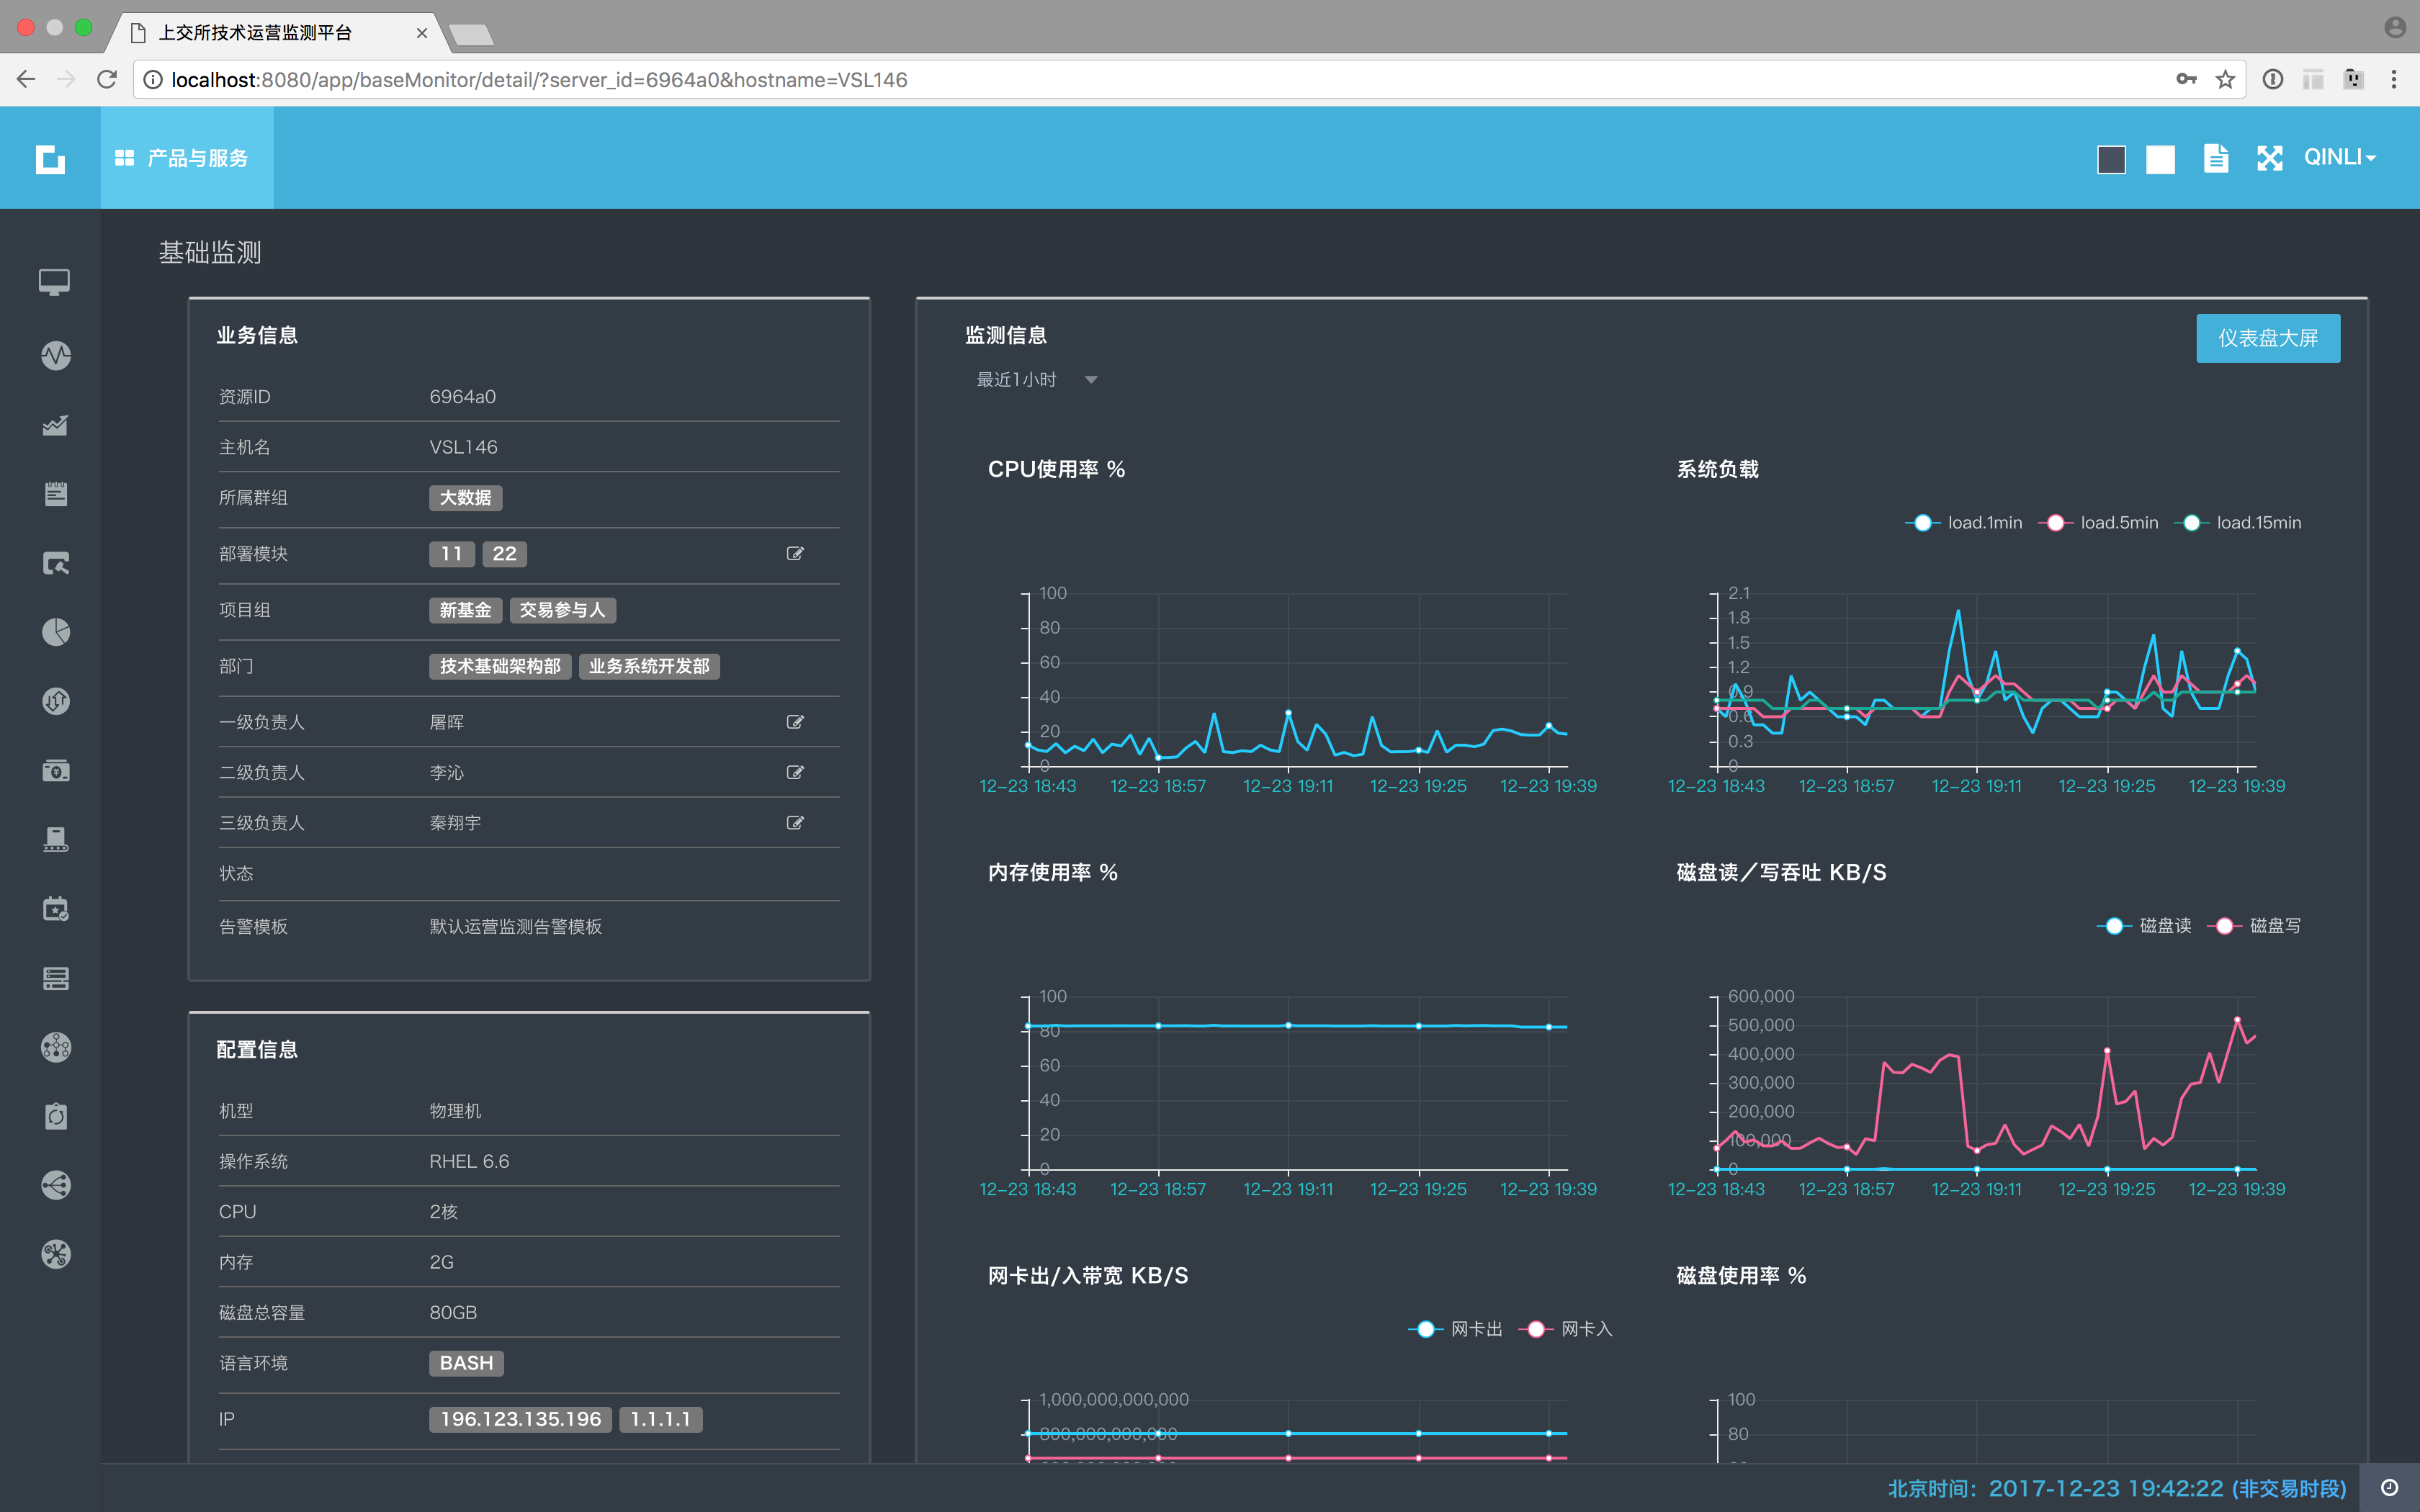 上交所技术运营监测平台
localhost:8080/app/baseMonitor/detail/?server_id=6964a0&hostname=VSL146
产品与服务
QINLI
基础监测
业务信息
资源ID 6964a0
主机名 VSL146
所属群组 大数据
部署模块 11 22
项目组 新基金 交易参与人
部门 技术基础架构部 业务系统开发部
一级负责人 屠晖
二级负责人 李沁
三级负责人 秦翔宇
状态
告警模板 默认运营监测告警模板
配置信息
机型 物理机
操作系统 RHEL 6.6
CPU 2核
内存 2G
磁盘总容量 80GB
语言环境 BASH
IP 196.123.135.196 1.1.1.1
监测信息
仪表盘大屏
最近1小时
CPU使用率 %
100
80
60
40
20
0
12-23 18:43 12-23 18:57 12-23 19:11 12-23 19:25 12-23 19:39
系统负载
load.1min load.5min load.15min
2.1
1.8
1.5
1.2
0.9
0.6
0.3
0
12-23 18:43 12-23 18:57 12-23 19:11 12-23 19:25 12-23 19:39
内存使用率 %
100
80
60
40
20
0
12-23 18:43 12-23 18:57 12-23 19:11 12-23 19:25 12-23 19:39
磁盘读／写吞吐 KB/S
磁盘读 磁盘写
600,000
500,000
400,000
300,000
200,000
100,000
0
12-23 18:43 12-23 18:57 12-23 19:11 12-23 19:25 12-23 19:39
网卡出/入带宽 KB/S
网卡出 网卡入
1,000,000,000,000
800,000,000,000
磁盘使用率 %
100
80
北京时间：2017-12-23 19:42:22 (非交易时段)